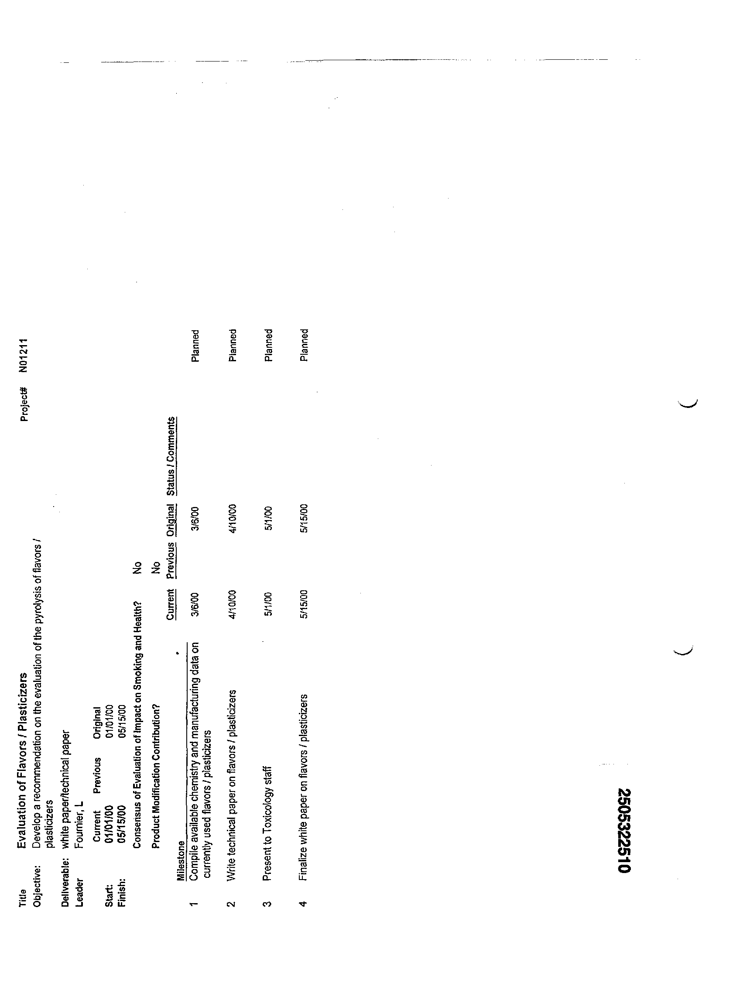 Title Evaluation of Flavors / Plasticizers Project# N01211
Objective: Develop a recommendation on the evaluation of the pyrolysis of flavors /
plasticizers
Deliverable: white paper/technical paper
Leader Fournier, L
Current Previous Original
Start: 01/01/00 01/01/00
Finish: 05/15/00 05/15/00
Consensus of Evaluation of Impact on Smoking and Health? No
Product Modification Contribution? No
Milestone Current Previous Original Status / Comments
1 Compile available chemistry and manufacturing data on 3/6/00 3/6/00 Planned
currently used flavors / plasticizers
2 Write technical paper on flavors / plasticizers 4/10/00 4/10/00 Planned
3 Present to Toxicology staff 5/1/00 5/1/00 Planned
4 Finalize white paper on flavors / plasticizers 5/15/00 5/15/00 Planned
2505322510